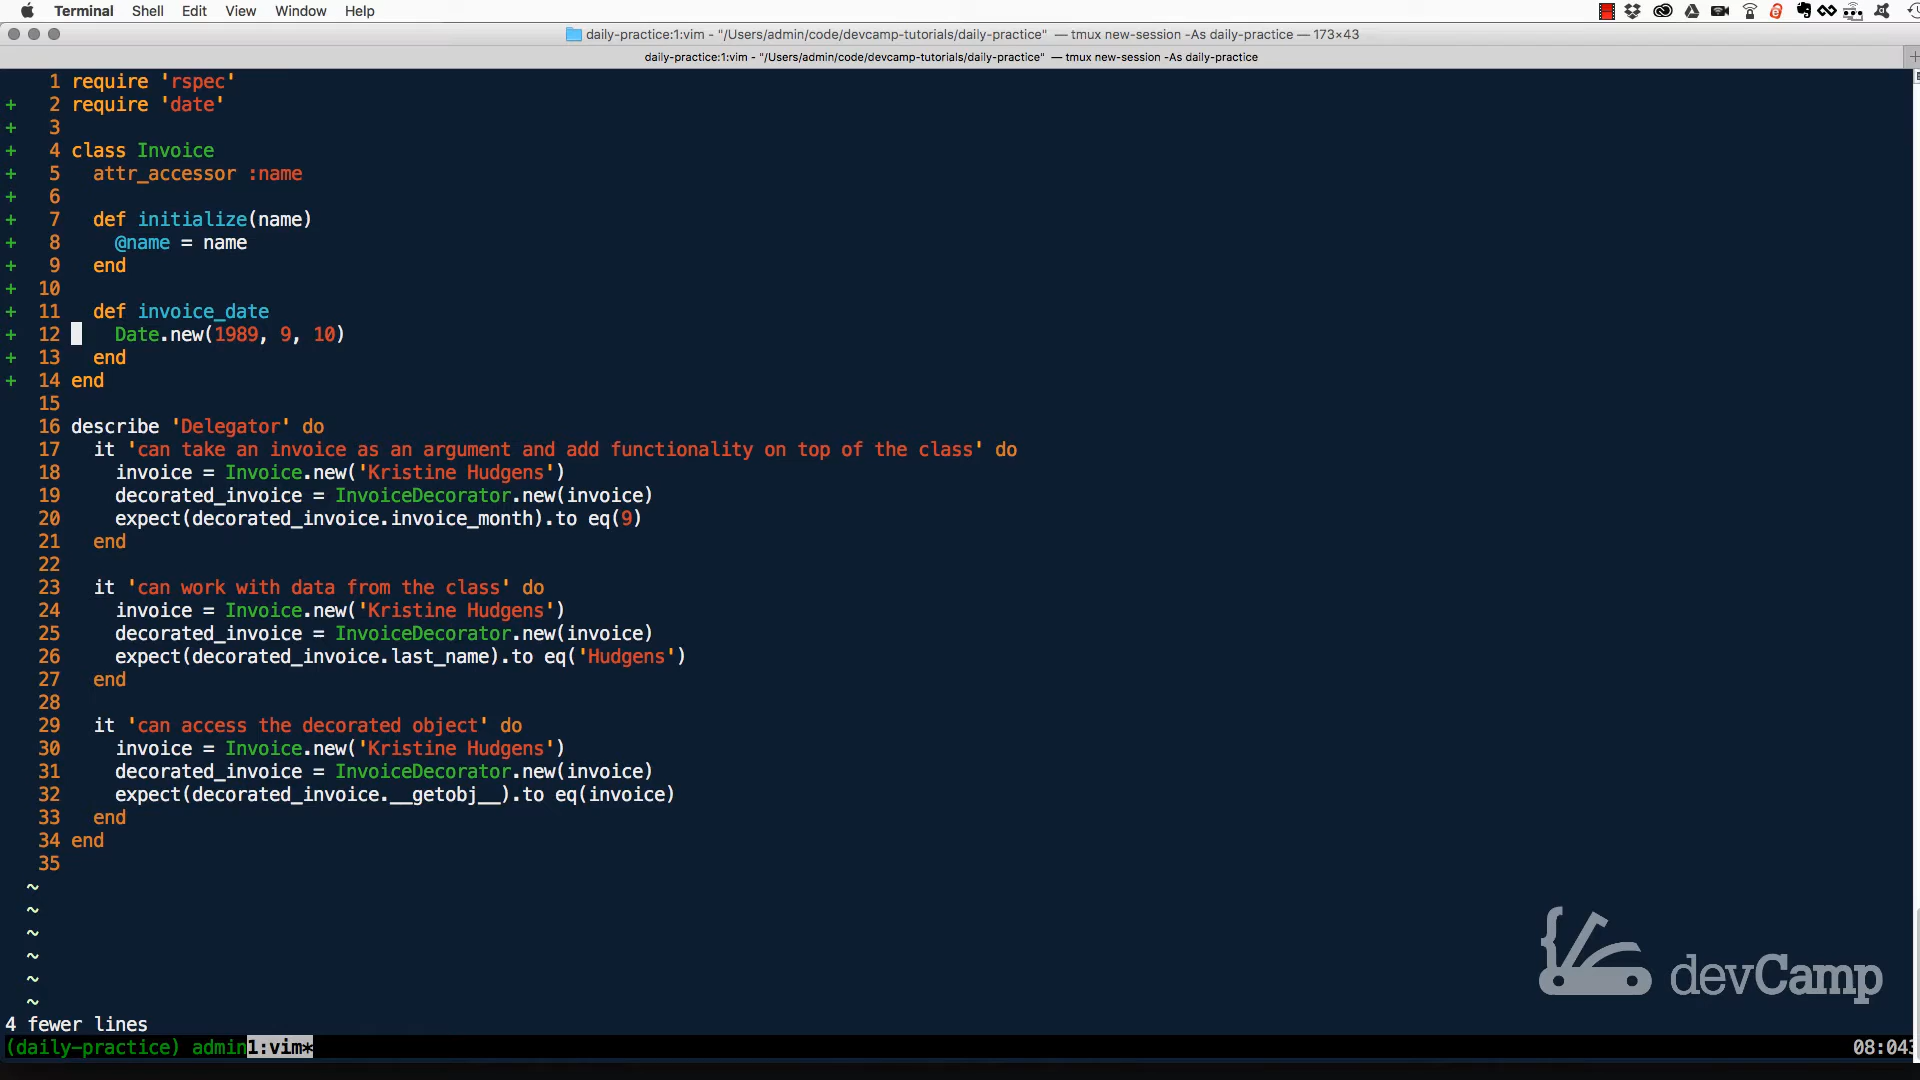 Terminal Shell Edit View Window Help
daily-practice:1:vim - "/Users/admin/code/devcamp-tutorials/daily-practice" — tmux new-session -As daily-practice — 173×43
daily-practice:1:vim - "/Users/admin/code/devcamp-tutorials/daily-practice" — tmux new-session -As daily-practice
1 require 'rspec'
+ 2 require 'date'
+ 3
+ 4 class Invoice
+ 5   attr_accessor :name
+ 6
+ 7   def initialize(name)
+ 8     @name = name
+ 9   end
+ 10
+ 11   def invoice_date
+ 12     Date.new(1989, 9, 10)
+ 13   end
+ 14 end
15
16 describe 'Delegator' do
17   it 'can take an invoice as an argument and add functionality on top of the class' do
18     invoice = Invoice.new('Kristine Hudgens')
19     decorated_invoice = InvoiceDecorator.new(invoice)
20     expect(decorated_invoice.invoice_month).to eq(9)
21   end
22
23   it 'can work with data from the class' do
24     invoice = Invoice.new('Kristine Hudgens')
25     decorated_invoice = InvoiceDecorator.new(invoice)
26     expect(decorated_invoice.last_name).to eq('Hudgens')
27   end
28
29   it 'can access the decorated object' do
30     invoice = Invoice.new('Kristine Hudgens')
31     decorated_invoice = InvoiceDecorator.new(invoice)
32     expect(decorated_invoice.__getobj__).to eq(invoice)
33   end
34 end
35
~
~
~
~
~
~
devCamp
4 fewer lines
(daily-practice) admin1:vim* 08:043